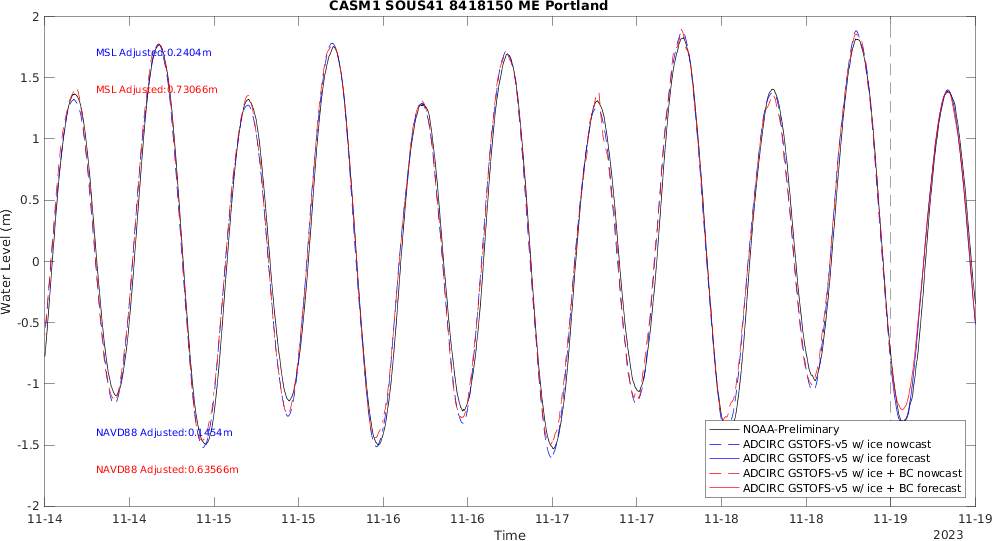 CASM1 SOUS41 8418150 ME Portland
2
1.5
1
0.5
0
-0.5
-1
-1.5
-2
Water Level (m)
MSL Adjusted:0.2404m
MSL Adjusted:0.73066m
NAVD88 Adjusted:0.1454m
NAVD88 Adjusted:0.63566m
NOAA-Preliminary
ADCIRC GSTOFS-v5 w/ ice nowcast
ADCIRC GSTOFS-v5 w/ ice forecast
ADCIRC GSTOFS-v5 w/ ice + BC nowcast
ADCIRC GSTOFS-v5 w/ ice + BC forecast
11-14 11-14 11-15 11-15 11-16 11-16 11-17 11-17 11-18 11-18 11-19 11-19
Time
2023